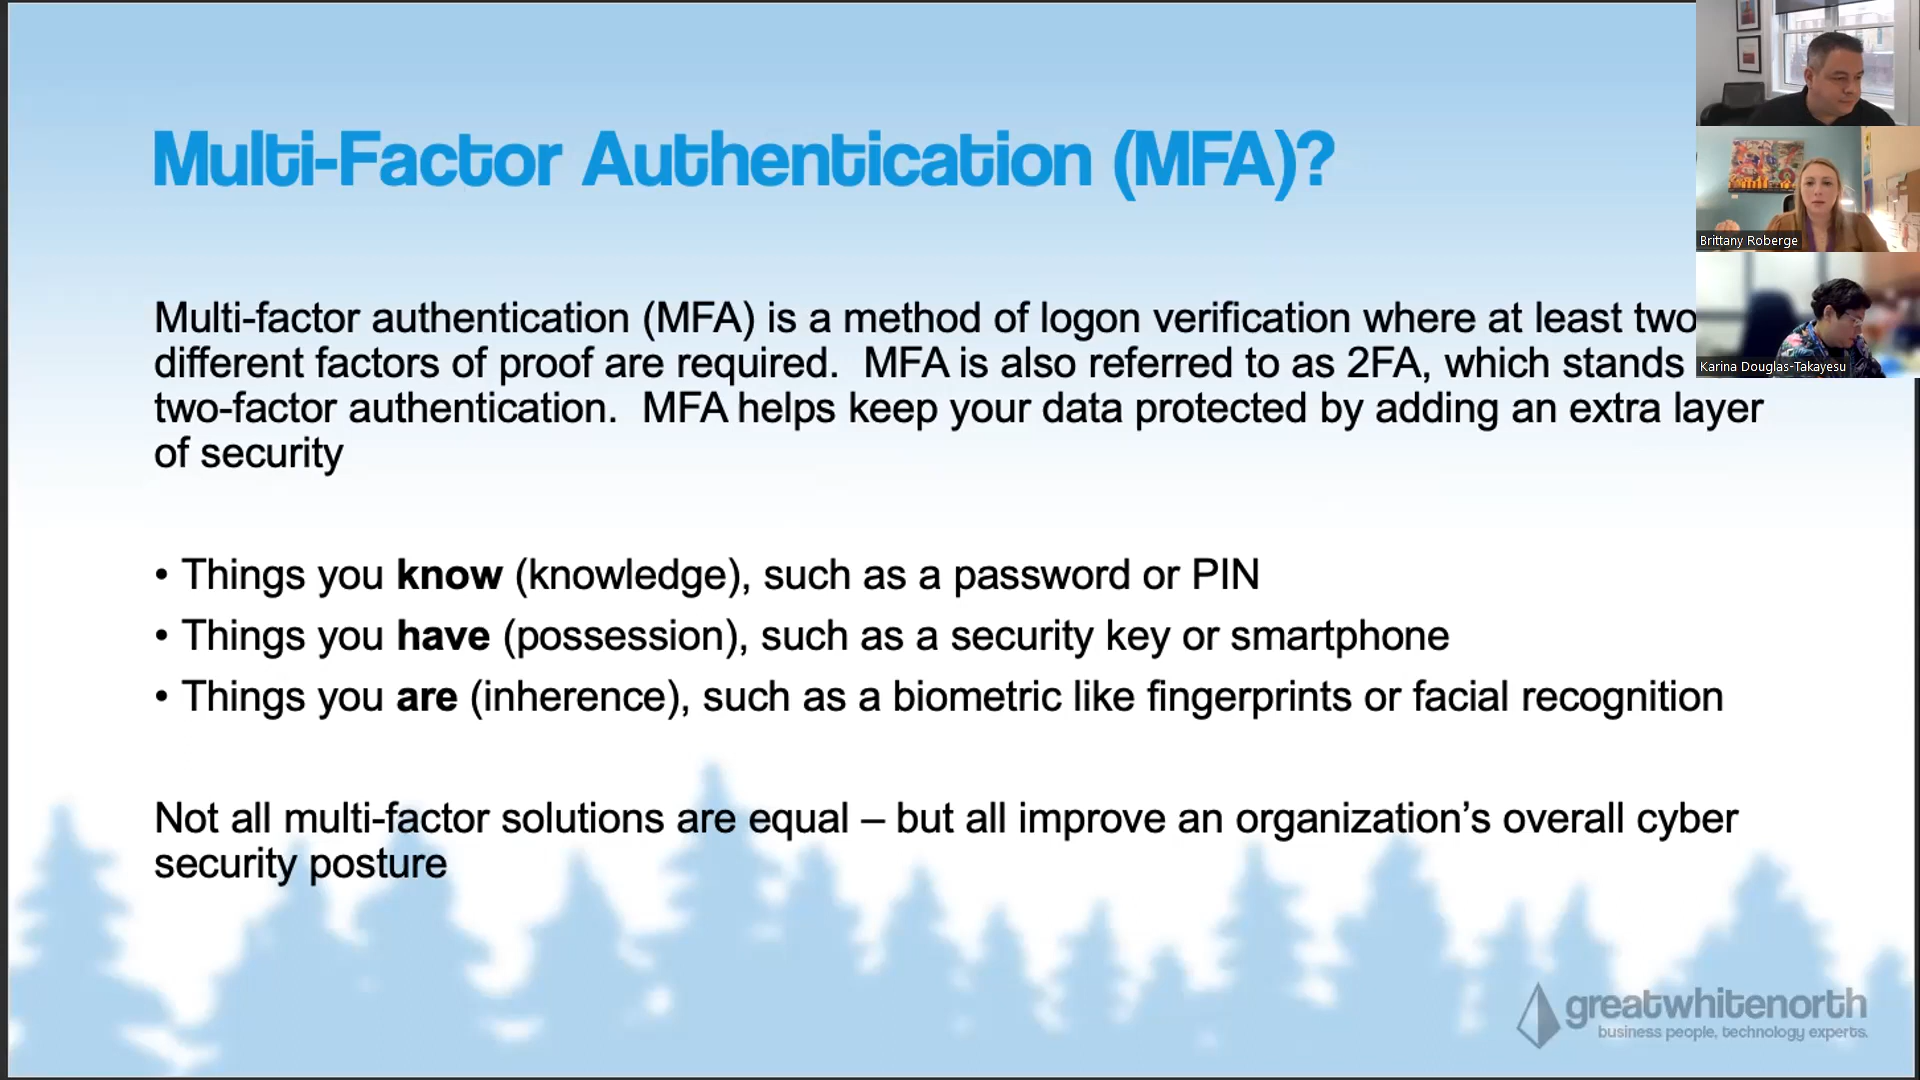 Multi-Factor Authentication (MFA)?
Brittany Roberge
Karina Douglas-Takayesu
Multi-factor authentication (MFA) is a method of logon verification where at least two
different factors of proof are required.  MFA is also referred to as 2FA, which stands
two-factor authentication.  MFA helps keep your data protected by adding an extra layer
of security
• Things you know (knowledge), such as a password or PIN
• Things you have (possession), such as a security key or smartphone
• Things you are (inherence), such as a biometric like fingerprints or facial recognition
Not all multi-factor solutions are equal – but all improve an organization’s overall cyber
security posture
greatwhitenorth
business people, technology experts.